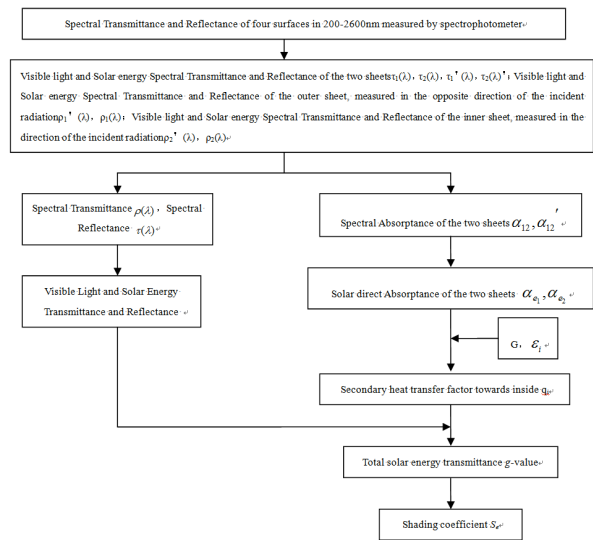 Spectral Transmittance and Reflectance of four surfaces in 200-2600nm measured by spectrophotometer
Visible light and Solar energy Spectral Transmittance and Reflectance of the two sheetsτ₁(λ), τ₂(λ), τ₁'(λ), τ₂(λ)'; Visible light and
Solar energy Spectral Transmittance and Reflectance of the outer sheet, measured in the opposite direction of the incident
radiationρ₁'(λ), ρ₁(λ); Visible light and Solar energy Spectral Transmittance and Reflectance of the inner sheet, measured in the
direction of the incident radiationρ₂'(λ), ρ₂(λ)
Spectral Transmittance ρ(λ), Spectral
Reflectance τ(λ)
Spectral Absorptance of the two sheets α₁₂, α₁₂'
Visible Light and Solar Energy
Transmittance and Reflectance
Solar direct Absorptance of the two sheets αe₁, αe₂
G, εᵢ
Secondary heat transfer factor towards inside qᵢ
Total solar energy transmittance g-value
Shading coefficient Se